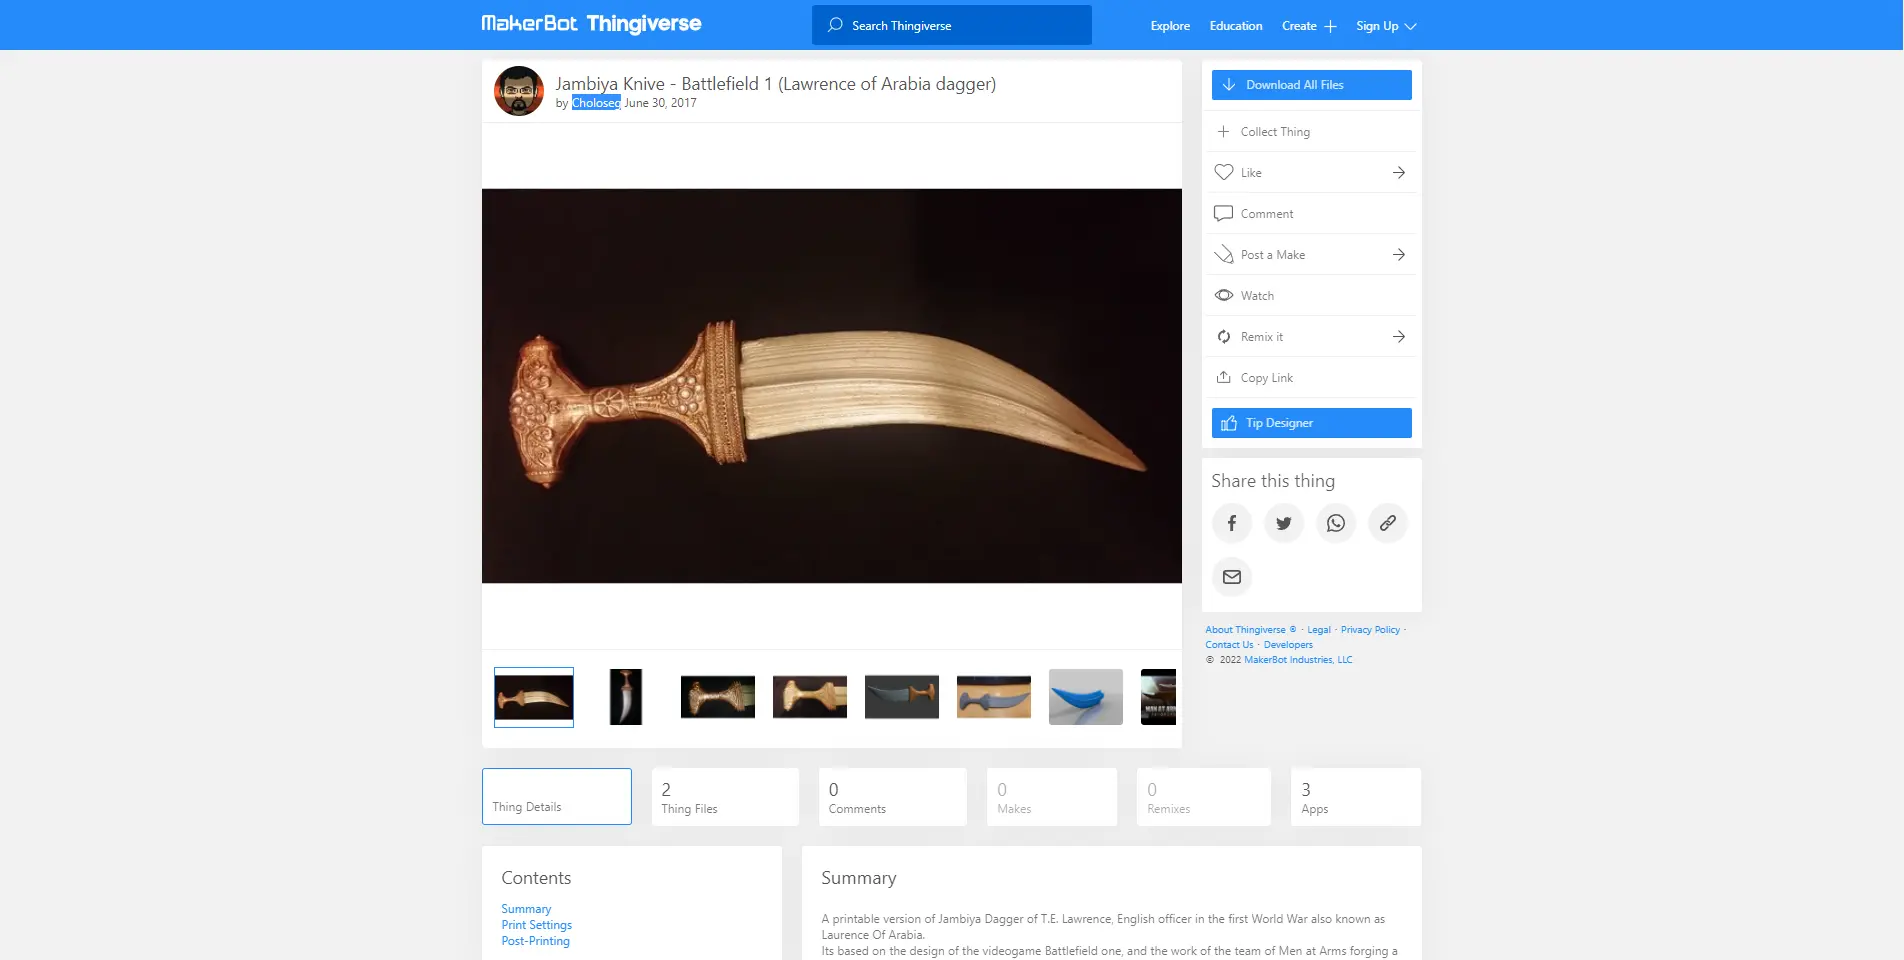 MakerBot Thingiverse
Search Thingiverse
Explore
Education
Create
Sign Up
Jambiya Knive - Battlefield 1 (Lawrence of Arabia dagger)
by Choloseq June 30, 2017
Download All Files
Collect Thing
Like
Comment
Post a Make
Watch
Remix it
Copy Link
Tip Designer
Share this thing
About Thingiverse ® · Legal · Privacy Policy ·
Contact Us · Developers
© 2022 MakerBot Industries, LLC
MAN AT ARM
Thing Details
2
Thing Files
0
Comments
0
Makes
0
Remixes
3
Apps
Contents
Summary
Print Settings
Post-Printing
Summary
A printable version of Jambiya Dagger of T.E. Lawrence, English officer in the first World War also known as
Laurence Of Arabia.
Its based on the design of the videogame Battlefield one, and the work of the team of Men at Arms forging a